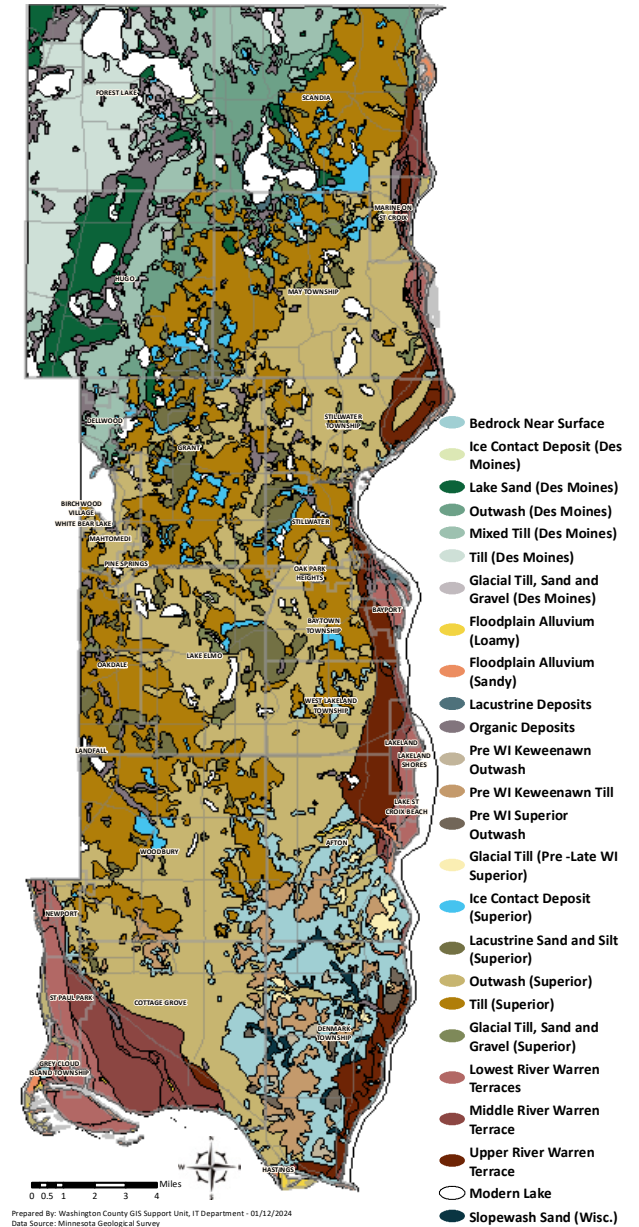 FOREST LAKE
SCANDIA
MARINE ON
ST CROIX
HUGO
MAY TOWNSHIP
DELLWOOD
STILLWATER
TOWNSHIP
GRANT
BIRCHWOOD
VILLAGE
WHITE BEAR LAKE
STILLWATER
MAHTOMEDI
PINE SPRINGS
OAK PARK
HEIGHTS
BAYPORT
BAYTOWN
TOWNSHIP
LAKE ELMO
OAKDALE
WEST LAKELAND
TOWNSHIP
LANDFALL
LAKELAND
LAKELAND
SHORES
LAKE ST
CROIX BEACH
AFTON
WOODBURY
NEWPORT
ST PAUL PARK
COTTAGE GROVE
DENMARK
TOWNSHIP
GREY CLOUD
ISLAND TOWNSHIP
HASTINGS
N
W
E
S
Miles
0 0.5 1 2 3 4
Prepared By: Washington County GIS Support Unit, IT Department - 01/12/2024
Data Source: Minnesota Geological Survey
Bedrock Near Surface
Ice Contact Deposit (Des
Moines)
Lake Sand (Des Moines)
Outwash (Des Moines)
Mixed Till (Des Moines)
Till (Des Moines)
Glacial Till, Sand and
Gravel (Des Moines)
Floodplain Alluvium
(Loamy)
Floodplain Alluvium
(Sandy)
Lacustrine Deposits
Organic Deposits
Pre WI Keweenawn
Outwash
Pre WI Keweenawn Till
Pre WI Superior
Outwash
Glacial Till (Pre -Late WI
Superior)
Ice Contact Deposit
(Superior)
Lacustrine Sand and Silt
(Superior)
Outwash (Superior)
Till (Superior)
Glacial Till, Sand and
Gravel (Superior)
Lowest River Warren
Terraces
Middle River Warren
Terrace
Upper River Warren
Terrace
Modern Lake
Slopewash Sand (Wisc.)